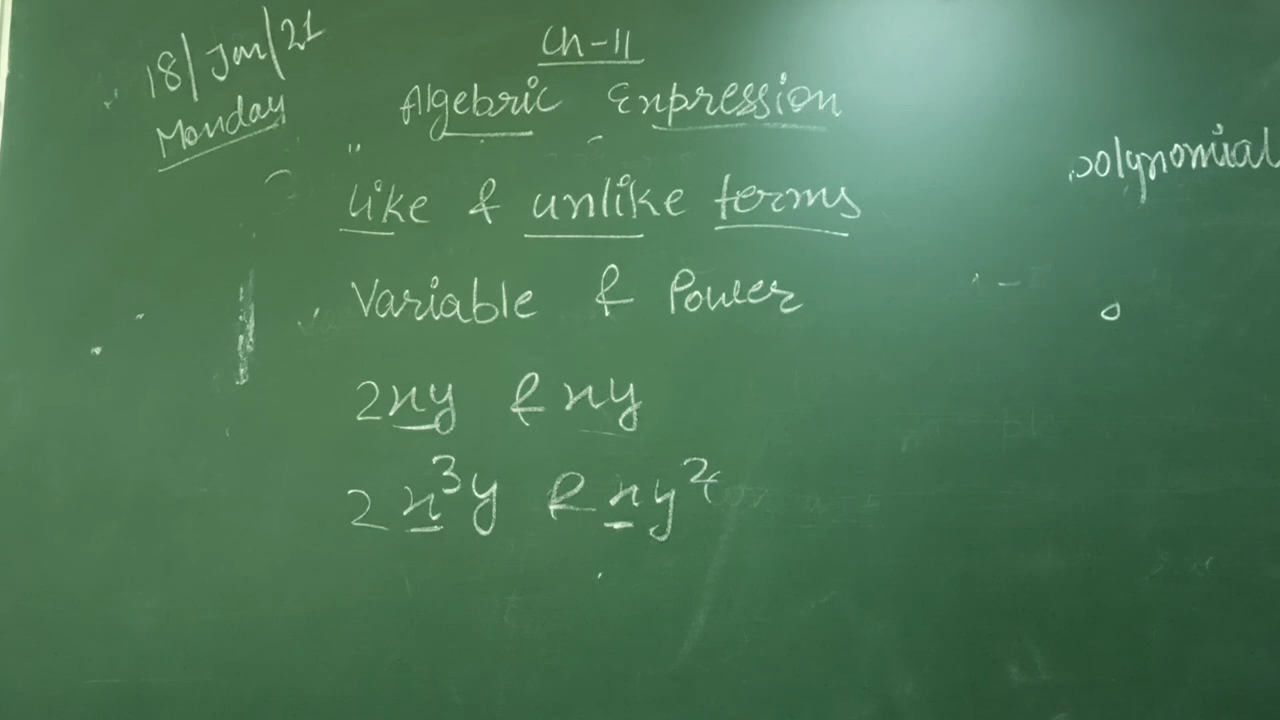 18/Jan/21
Monday
Ch-11
Algebric Expression
polynomial
Like & unlike terms
Variable & Power
2xy & xy
2x³y & xy²